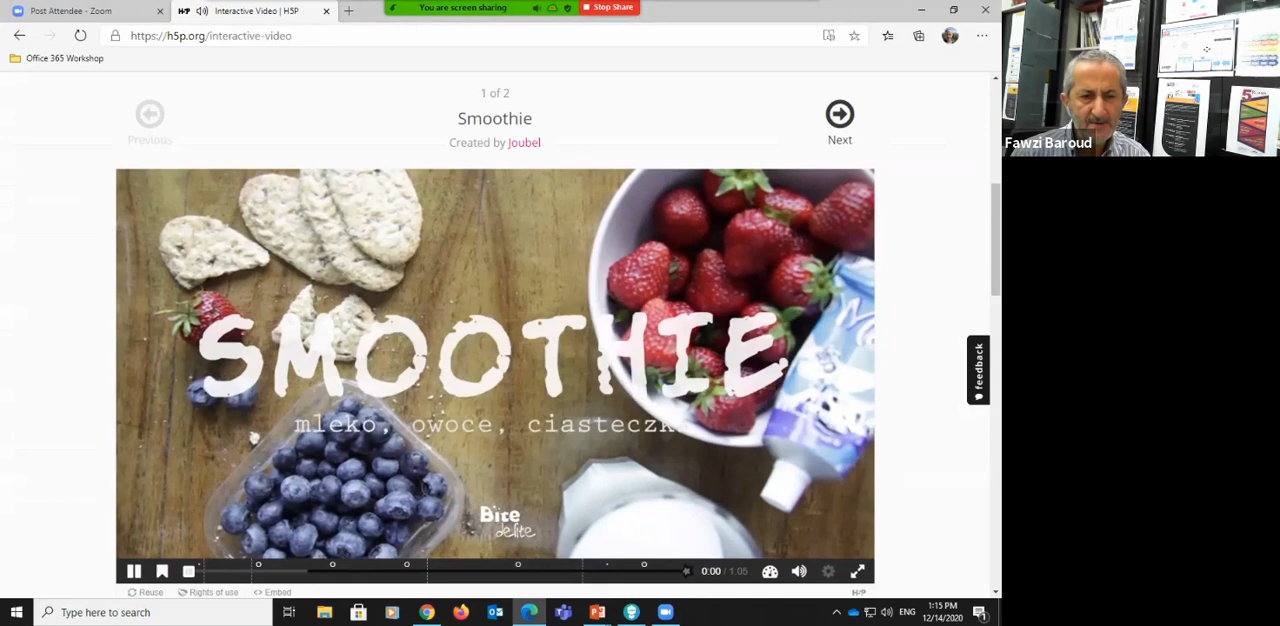 Post Attendee - Zoom
H-P Interactive Video | H5P
You are screen sharing
Stop Share
https://h5p.org/interactive-video
Office 365 Workshop
Fawzi Baroud
1 of 2
Previous
Smoothie
Next
Created by Joubel
SMOOTHIE
mleko, owoce, ciasteczk
feedback
Bite
delite
0:00 / 1:05
Reuse
Rights of use
Embed
H-P
Type here to search
ENG
1:15 PM
12/14/2020